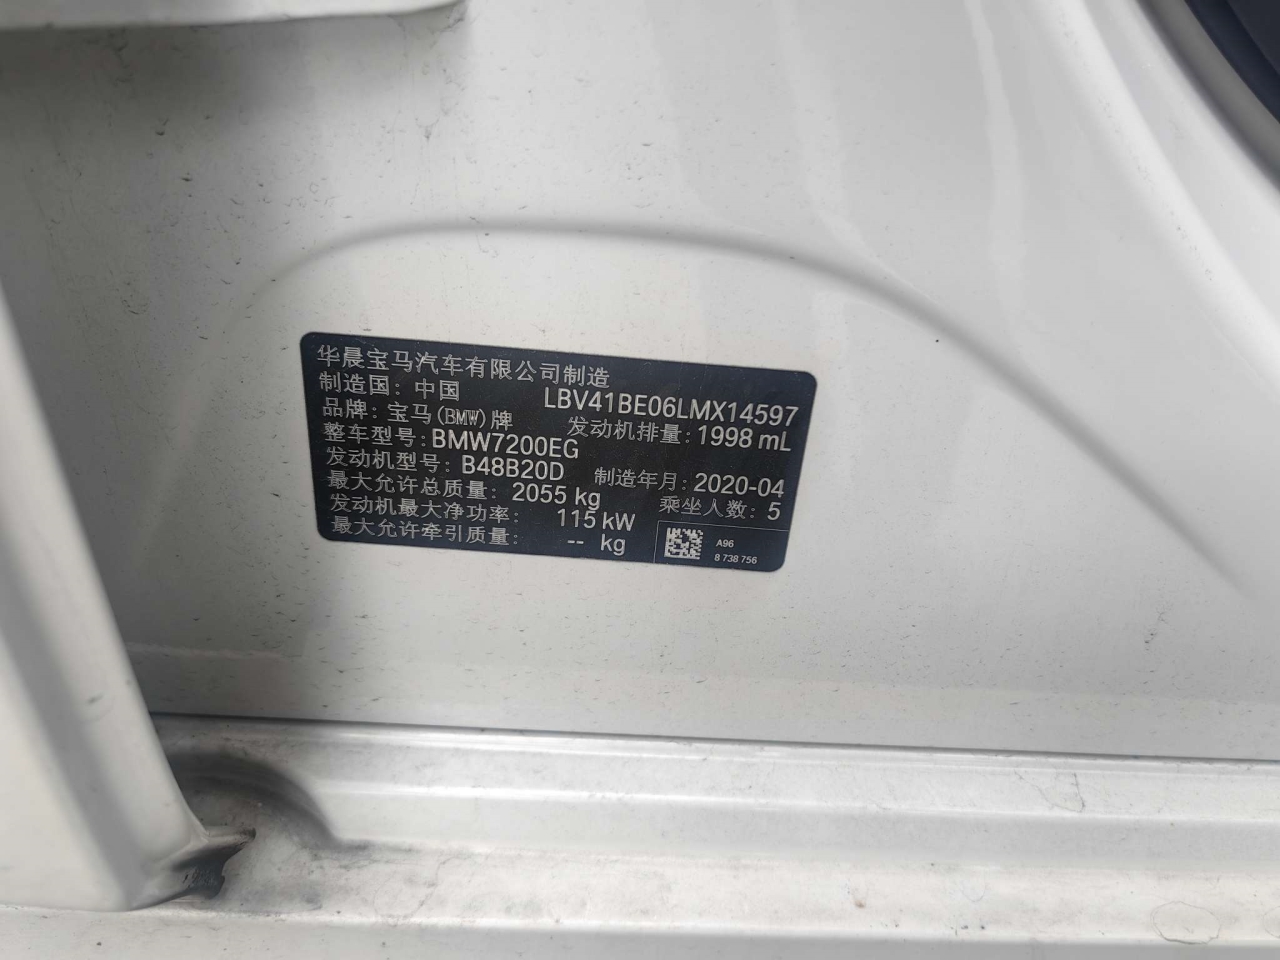 华晨宝马汽车有限公司制造
制造国：中国
LBV41BE06LMX14597
品牌：宝马(BMW)牌
发动机排量：1998 mL
整车型号：BMW7200EG
发动机型号：B48B20D
制造年月：2020-04
最大允许总质量：2055 kg
乘坐人数：5
发动机最大净功率：115 kW
最大允许牵引质量：-- kg
A96
8 738 756